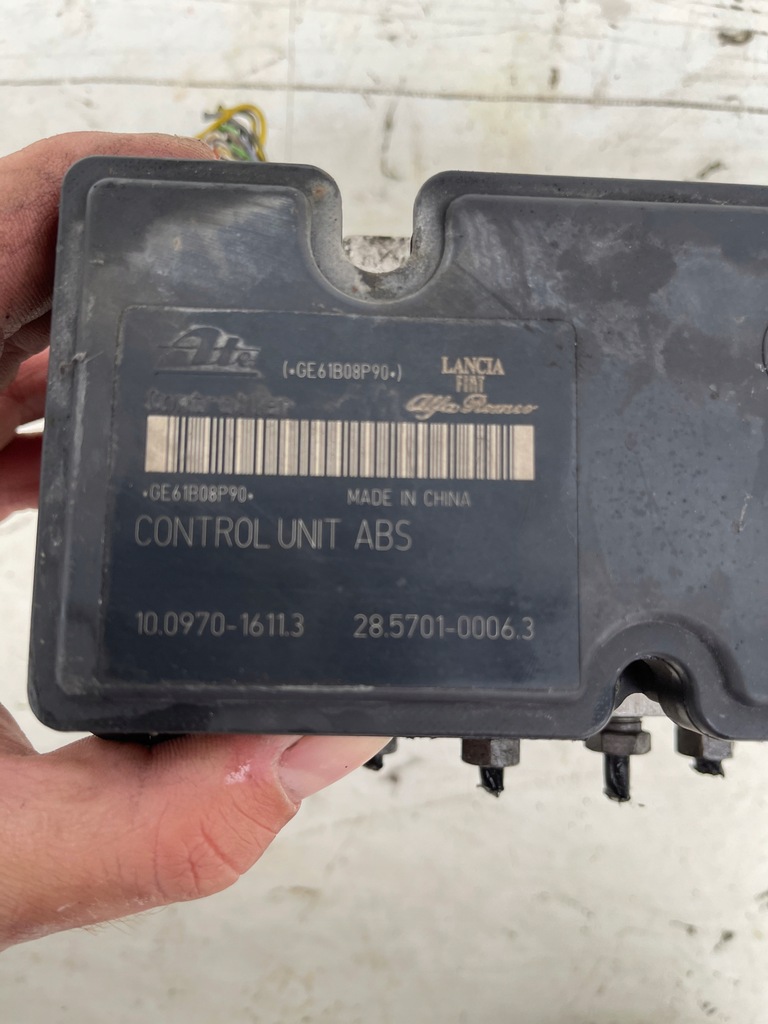 Ate (•GE61B08P90•) LANCIA
FIAT
Alfa Romeo
•GE61B08P90• MADE IN CHINA
CONTROL UNIT ABS
10.0970-1611.3 28.5701-0006.3